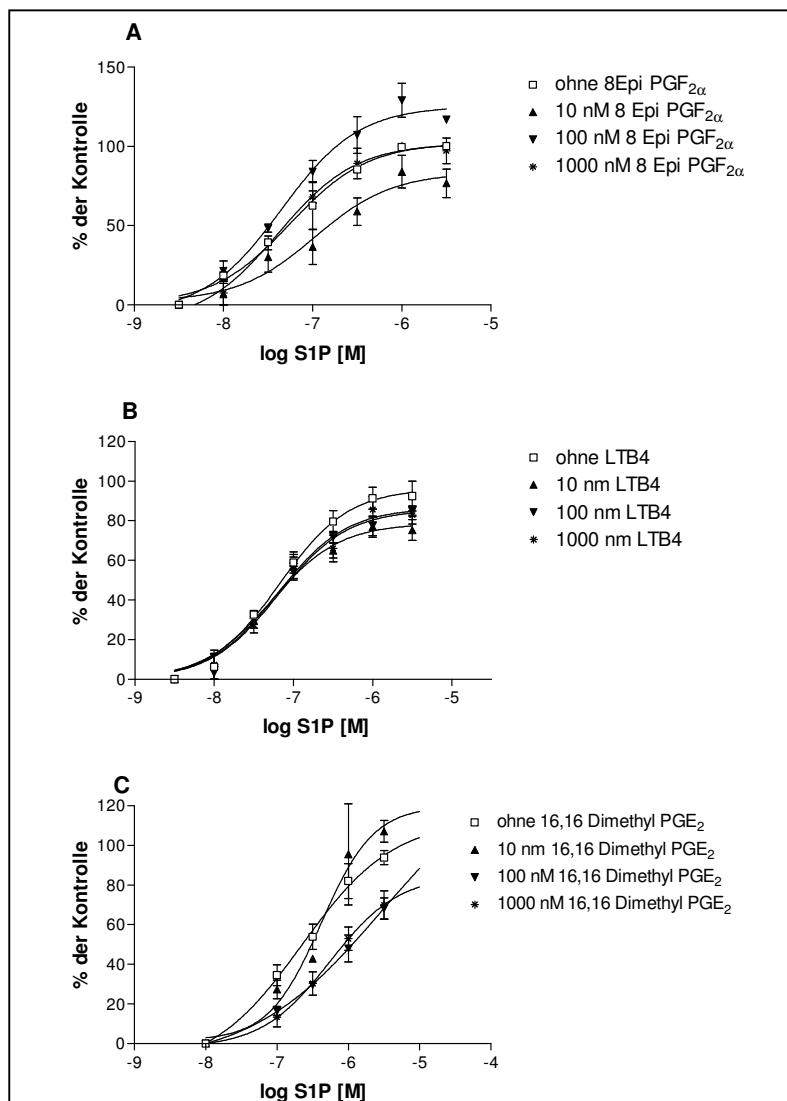 A
150
100
50
0
-9
-8
-7
-6
-5
% der Kontrolle
log S1P [M]
ohne 8Epi PGF2α
10 nM 8 Epi PGF2α
100 nM 8 Epi PGF2α
1000 nM 8 Epi PGF2α
B
120
100
80
60
40
20
0
-9
-8
-7
-6
-5
% der Kontrolle
log S1P [M]
ohne LTB4
10 nm LTB4
100 nm LTB4
1000 nm LTB4
C
120
100
80
60
40
20
0
-9
-8
-7
-6
-5
-4
% der Kontrolle
log S1P [M]
ohne 16,16 Dimethyl PGE2
10 nm 16,16 Dimethyl PGE2
100 nM 16,16 Dimethyl PGE2
1000 nM 16,16 Dimethyl PGE2